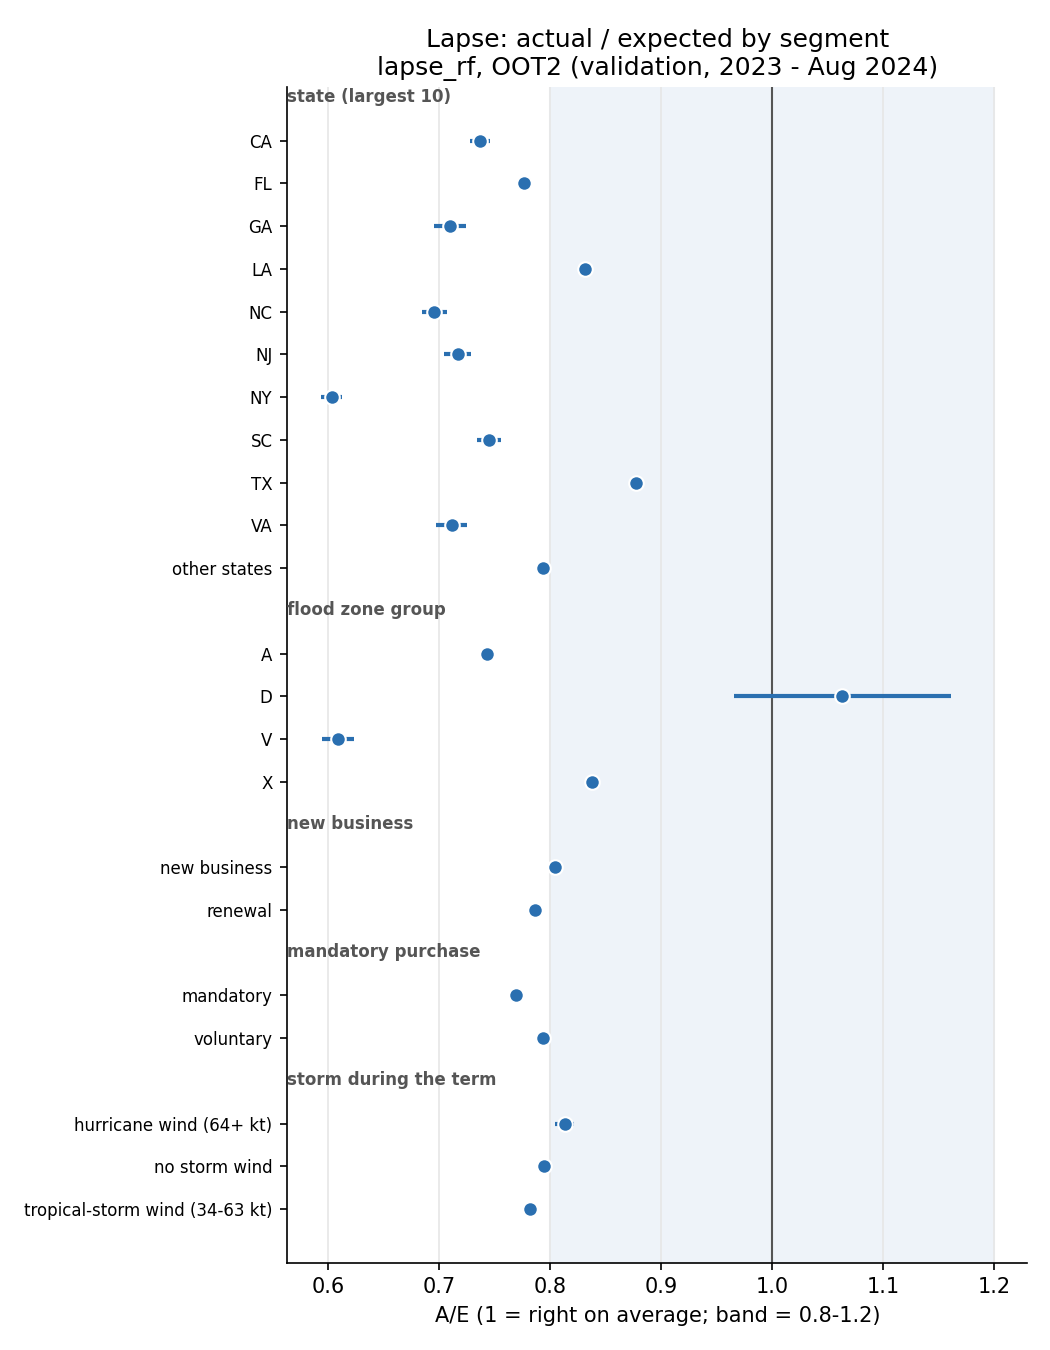 Lapse: actual / expected by segment
lapse_rf, OOT2 (validation, 2023 - Aug 2024)
state (largest 10)
CA
FL
GA
LA
NC
NJ
NY
SC
TX
VA
other states
flood zone group
A
D
V
X
new business
new business
renewal
mandatory purchase
mandatory
voluntary
storm during the term
hurricane wind (64+ kt)
no storm wind
tropical-storm wind (34-63 kt)
0.6 0.7 0.8 0.9 1.0 1.1 1.2
A/E (1 = right on average; band = 0.8-1.2)